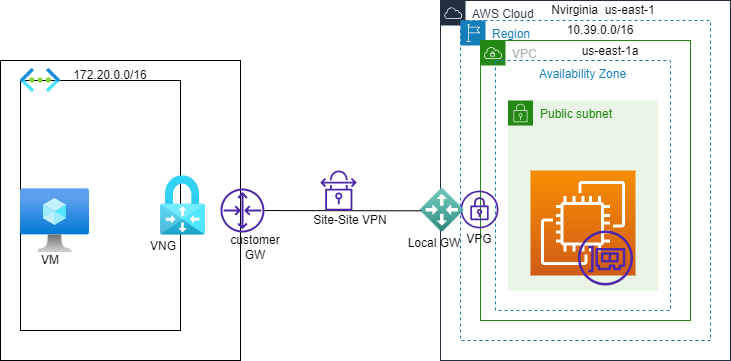 AWS Cloud
Nvirginia us-east-1
Region
10.39.0.0/16
VPC
us-east-1a
Availability Zone
172.20.0.0/16
Public subnet
VM
VNG
customer
GW
Site-Site VPN
Local GW
VPG